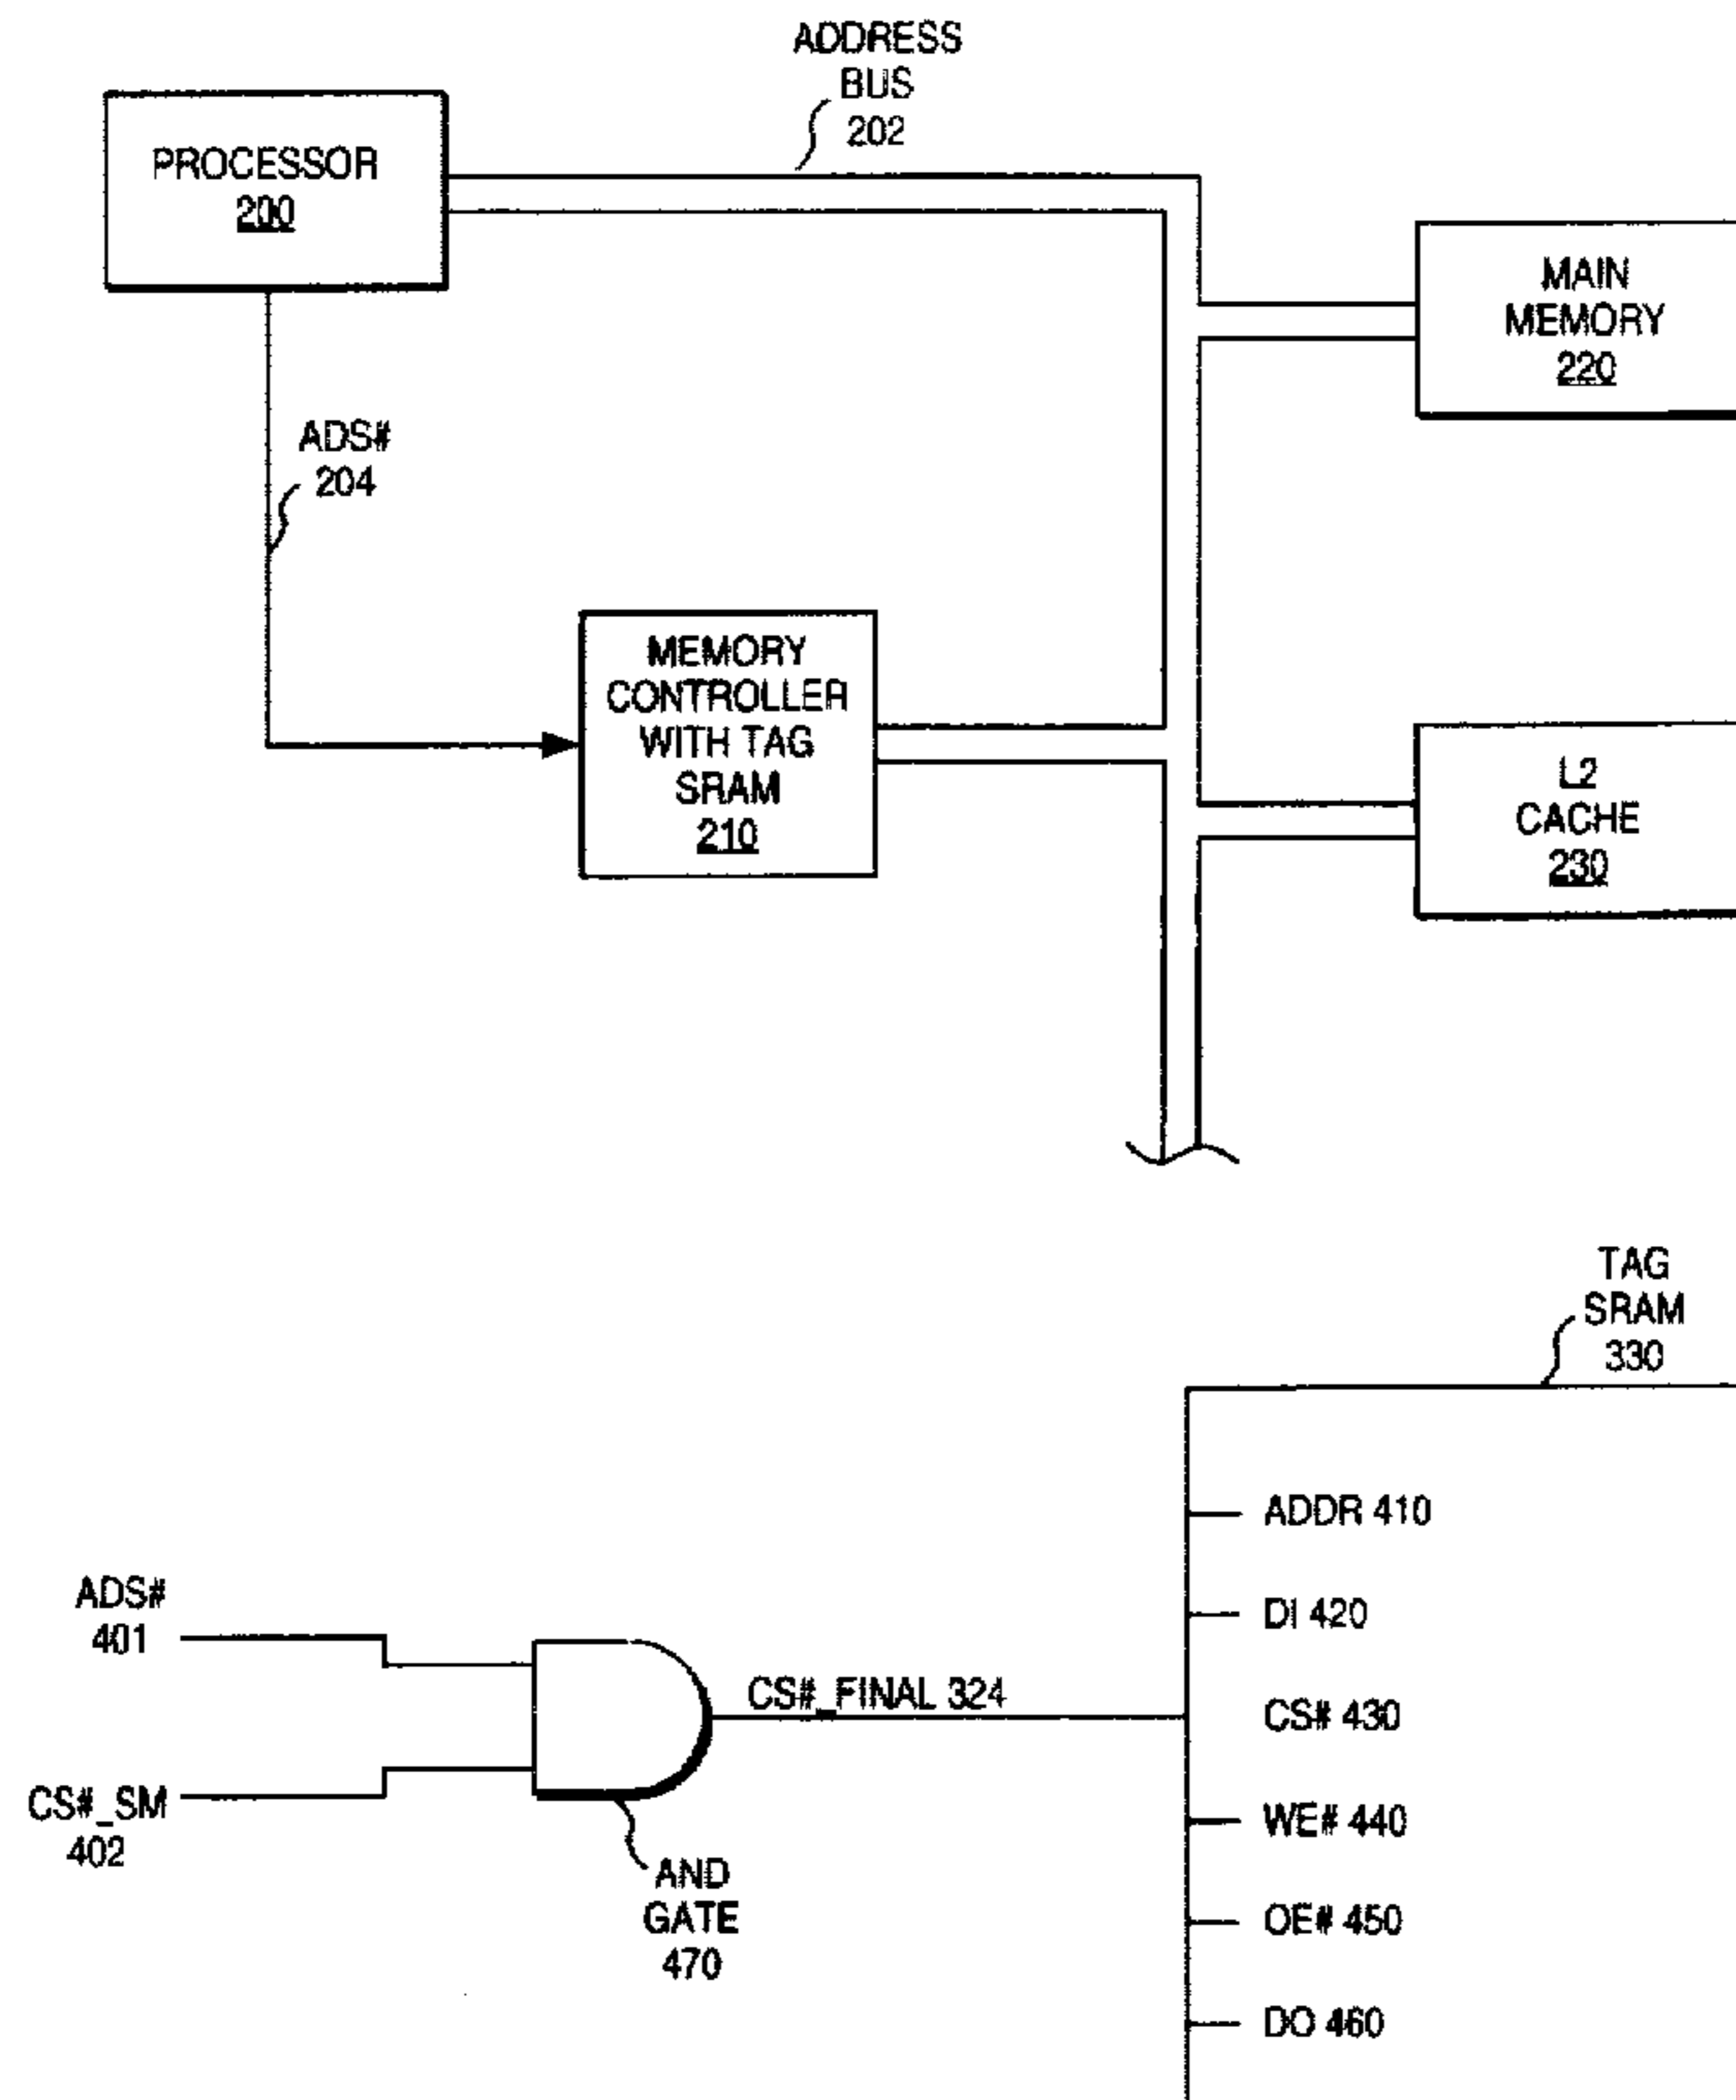 ADDRESS
BUS
202
PROCESSOR
200
MAIN
MEMORY
220
ADS#
204
MEMORY
CONTROLLER
WITH TAG
SRAM
210
L2
CACHE
230
TAG
SRAM
330
ADDR 410
DI 420
CS# 430
WE# 440
OE# 450
DO 460
ADS#
401
CS#_FINAL 324
CS#_SM
402
AND
GATE
470